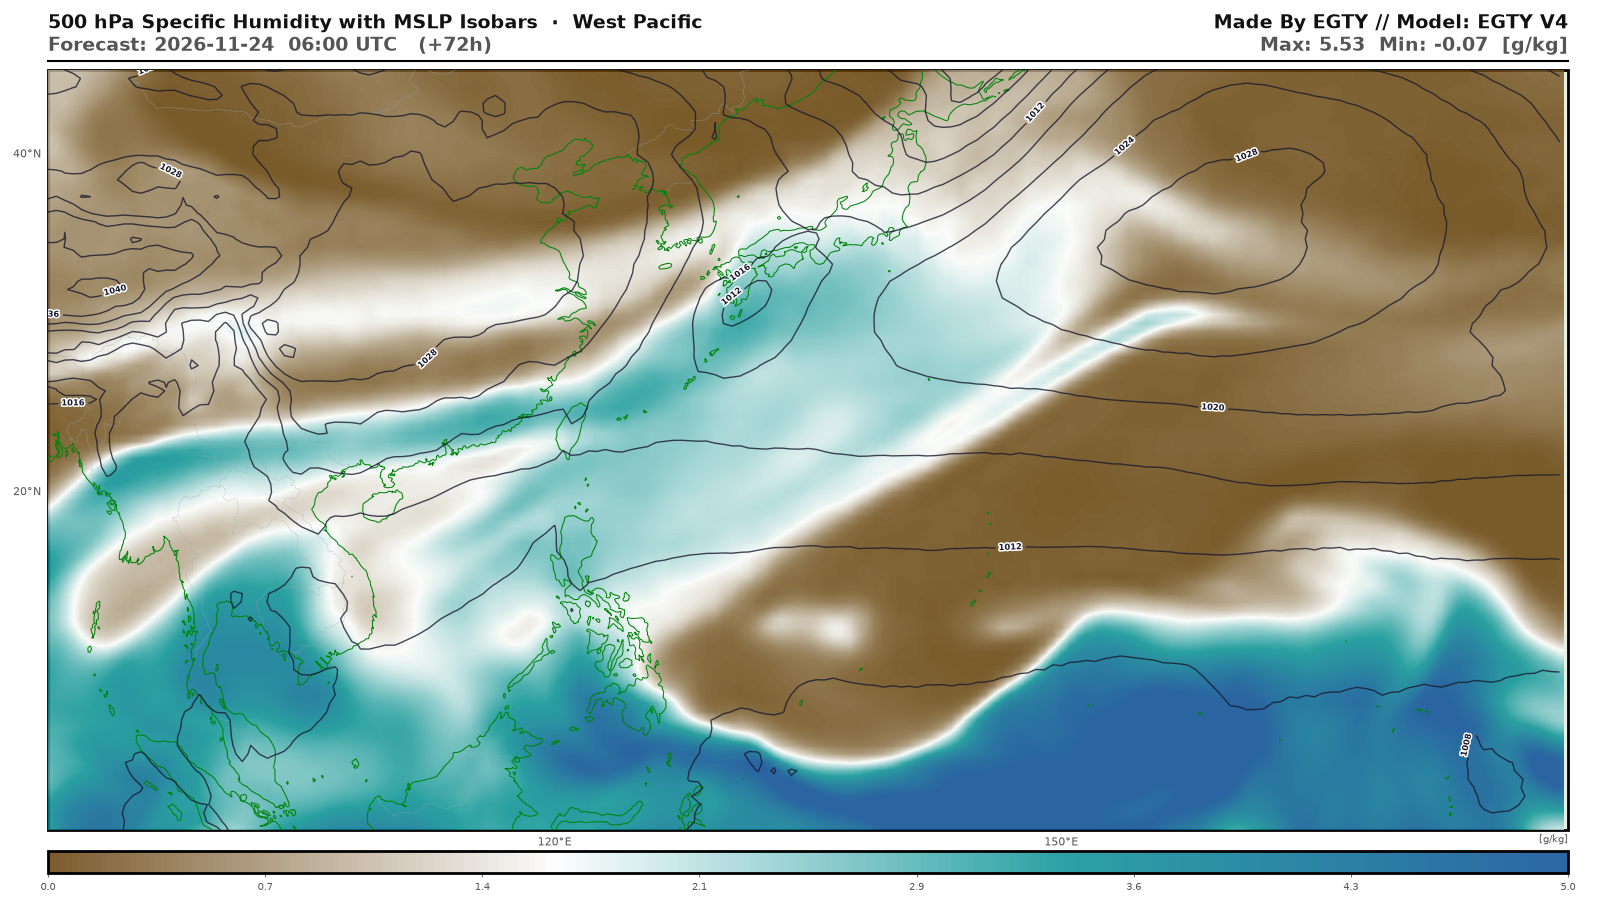 500 hPa Specific Humidity with MSLP Isobars · West Pacific
Made By EGTY // Model: EGTY V4
Forecast: 2026-11-24 06:00 UTC (+72h)
Max: 5.53 Min: -0.07 [g/kg]
1012
1024
1028
40°N
1028
1016
1040
1012
36
1028
1016
1020
20°N
1012
1008
120°E
150°E
[g/kg]
0.0
0.7
1.4
2.1
2.9
3.6
4.3
5.0